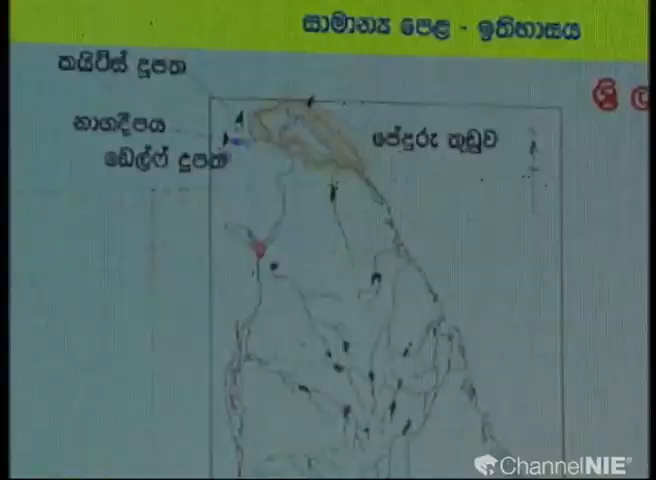 සාමාන්‍ය පෙළ - ඉතිහාසය
කයිට්ස් දූපත
ශ්‍රී ල
නාගදීපය
පේදුරු තුඩුව
ඩෙල්ෆ් දූපත
ChannelNIE